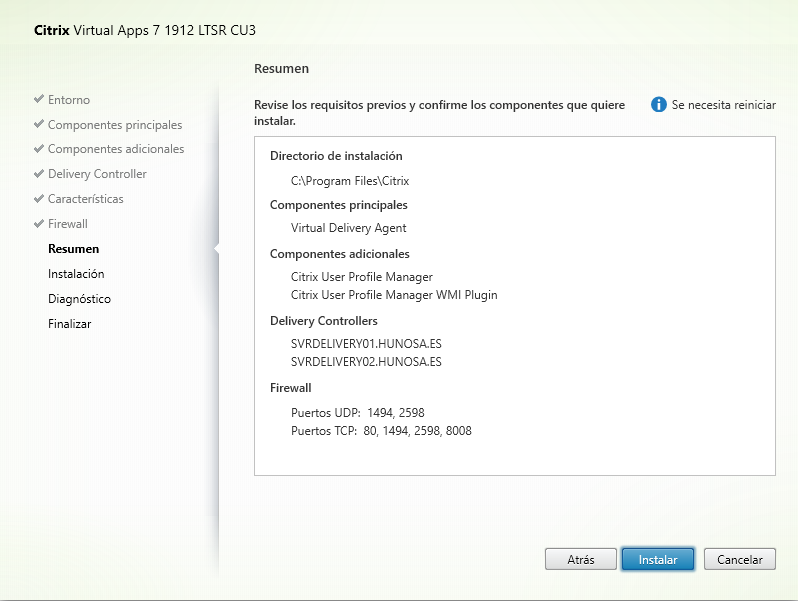 Citrix Virtual Apps 7 1912 LTSR CU3
Entorno
Componentes principales
Componentes adicionales
Delivery Controller
Características
Firewall
Resumen
Instalación
Diagnóstico
Finalizar
Resumen
Revise los requisitos previos y confirme los componentes que quiere
instalar.
Se necesita reiniciar
Directorio de instalación
C:\Program Files\Citrix
Componentes principales
Virtual Delivery Agent
Componentes adicionales
Citrix User Profile Manager
Citrix User Profile Manager WMI Plugin
Delivery Controllers
SVRDELIVERY01.HUNOSA.ES
SVRDELIVERY02.HUNOSA.ES
Firewall
Puertos UDP: 1494, 2598
Puertos TCP: 80, 1494, 2598, 8008
Atrás
Instalar
Cancelar